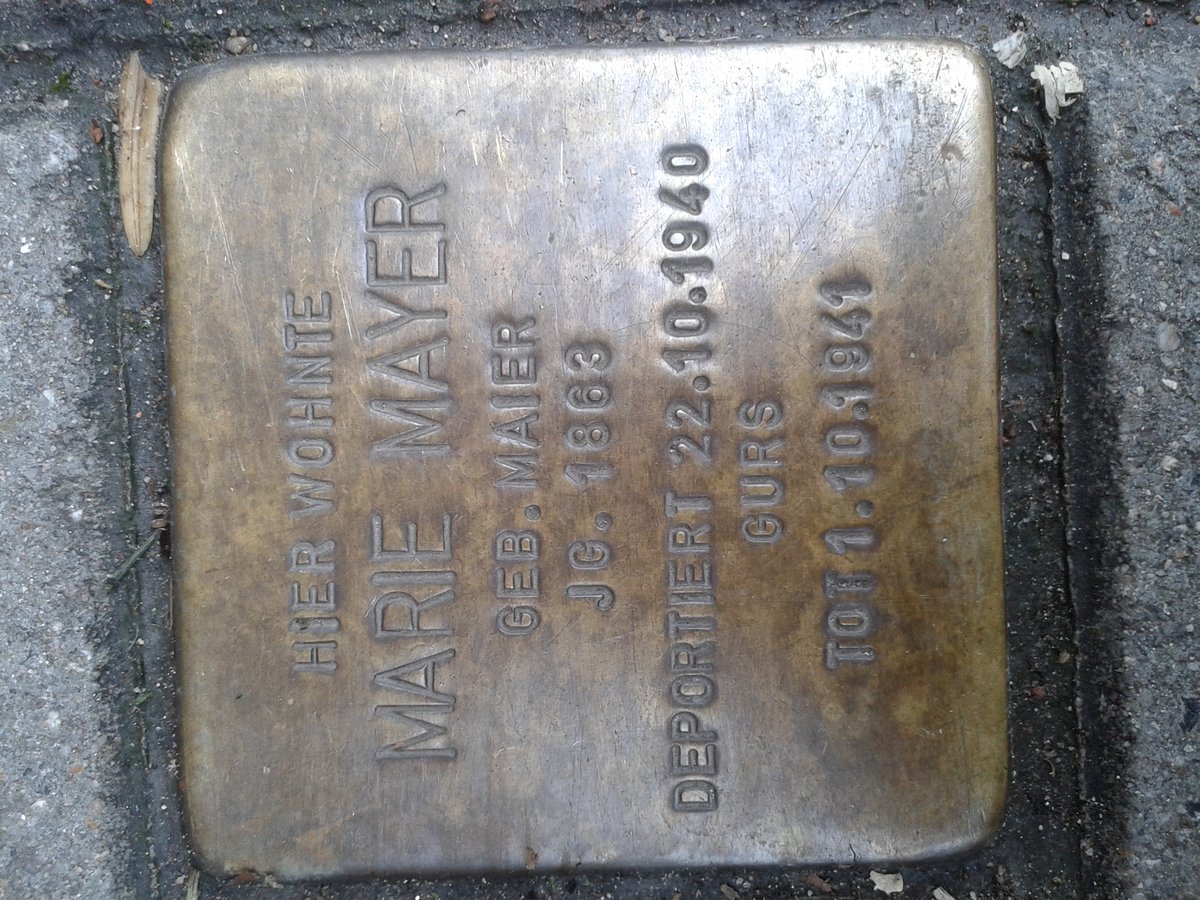 HIER WOHNTE
MARIE MAYER
GEB. MAIER
JG. 1863
DEPORTIERT 22.10.1940
GURS
TOT 1.10.1941